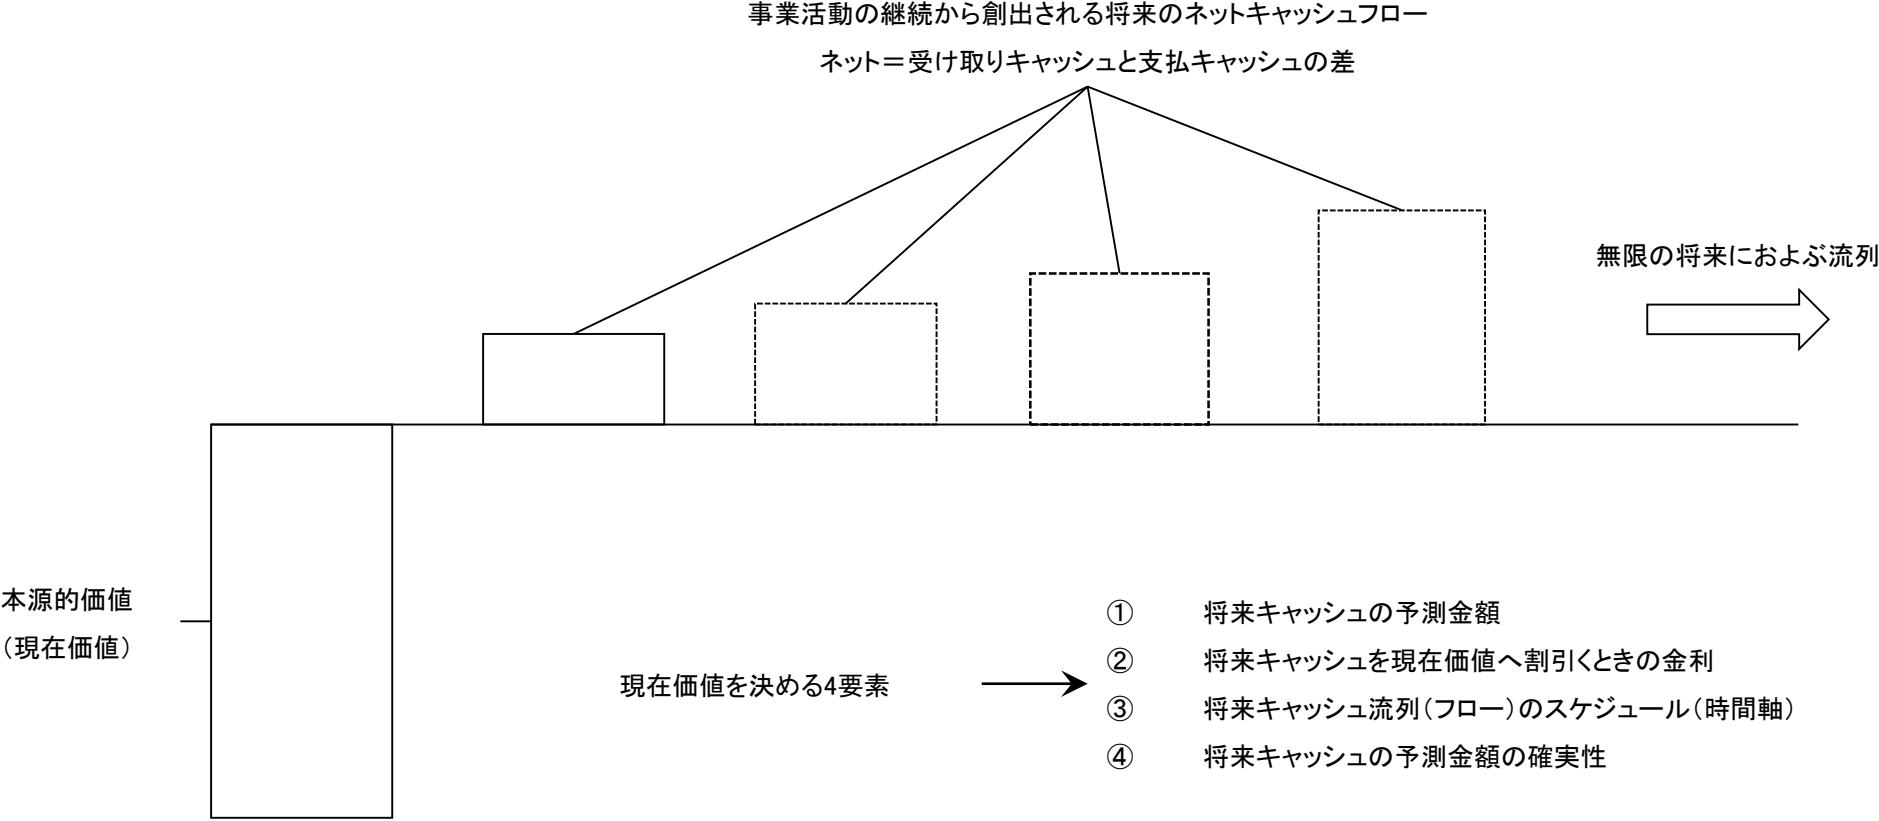 事業活動の継続から創出される将来のネットキャッシュフロー
ネット＝受け取りキャッシュと支払キャッシュの差
無限の将来におよぶ流列
本源的価値
（現在価値）
現在価値を決める4要素
① 将来キャッシュの予測金額
② 将来キャッシュを現在価値へ割引くときの金利
③ 将来キャッシュ流列（フロー）のスケジュール（時間軸）
④ 将来キャッシュの予測金額の確実性